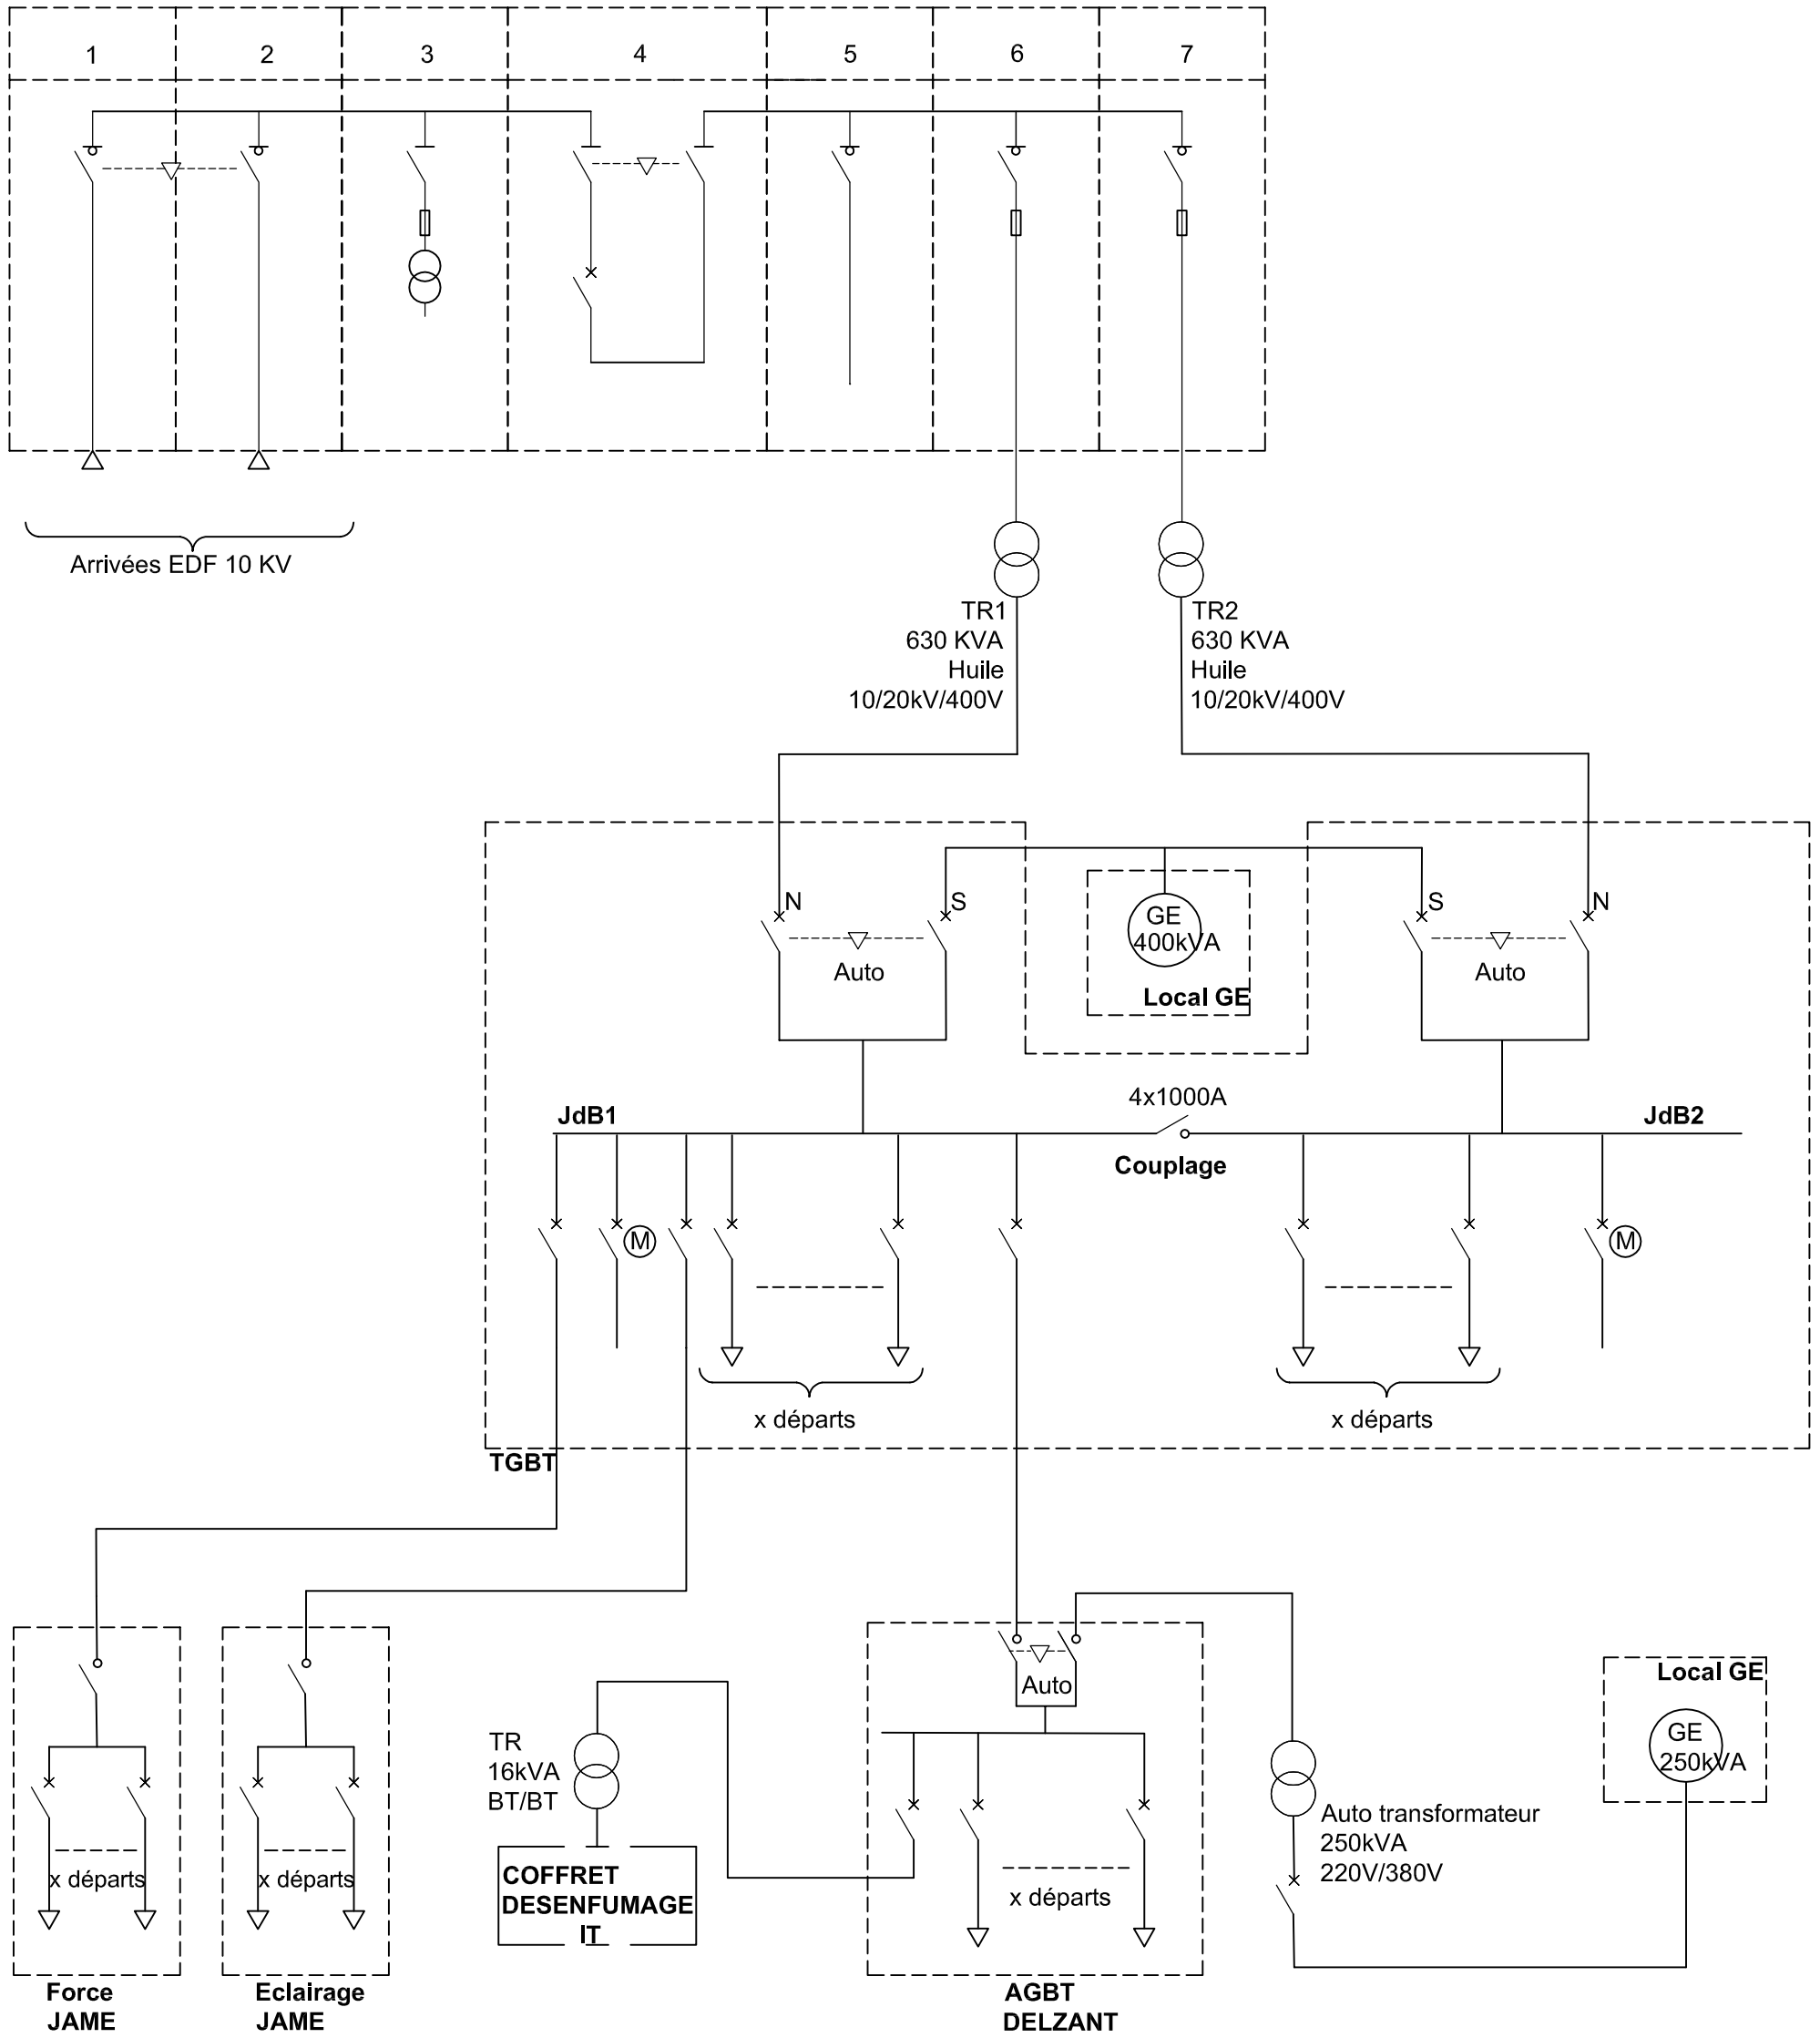 1
2
3
4
5
6
7
Arrivées EDF 10 KV
TR1
630 KVA
Huile
10/20kV/400V
TR2
630 KVA
Huile
10/20kV/400V
N
S
Auto
GE
400kVA
Local GE
S
N
Auto
4x1000A
JdB1
JdB2
Couplage
M
M
x départs
x départs
TGBT
Auto
Local GE
GE
250kVA
TR
16kVA
BT/BT
Auto transformateur
250kVA
220V/380V
x départs
x départs
COFFRET
DESENFUMAGE
IT
x départs
Force
JAME
Eclairage
JAME
AGBT
DELZANT